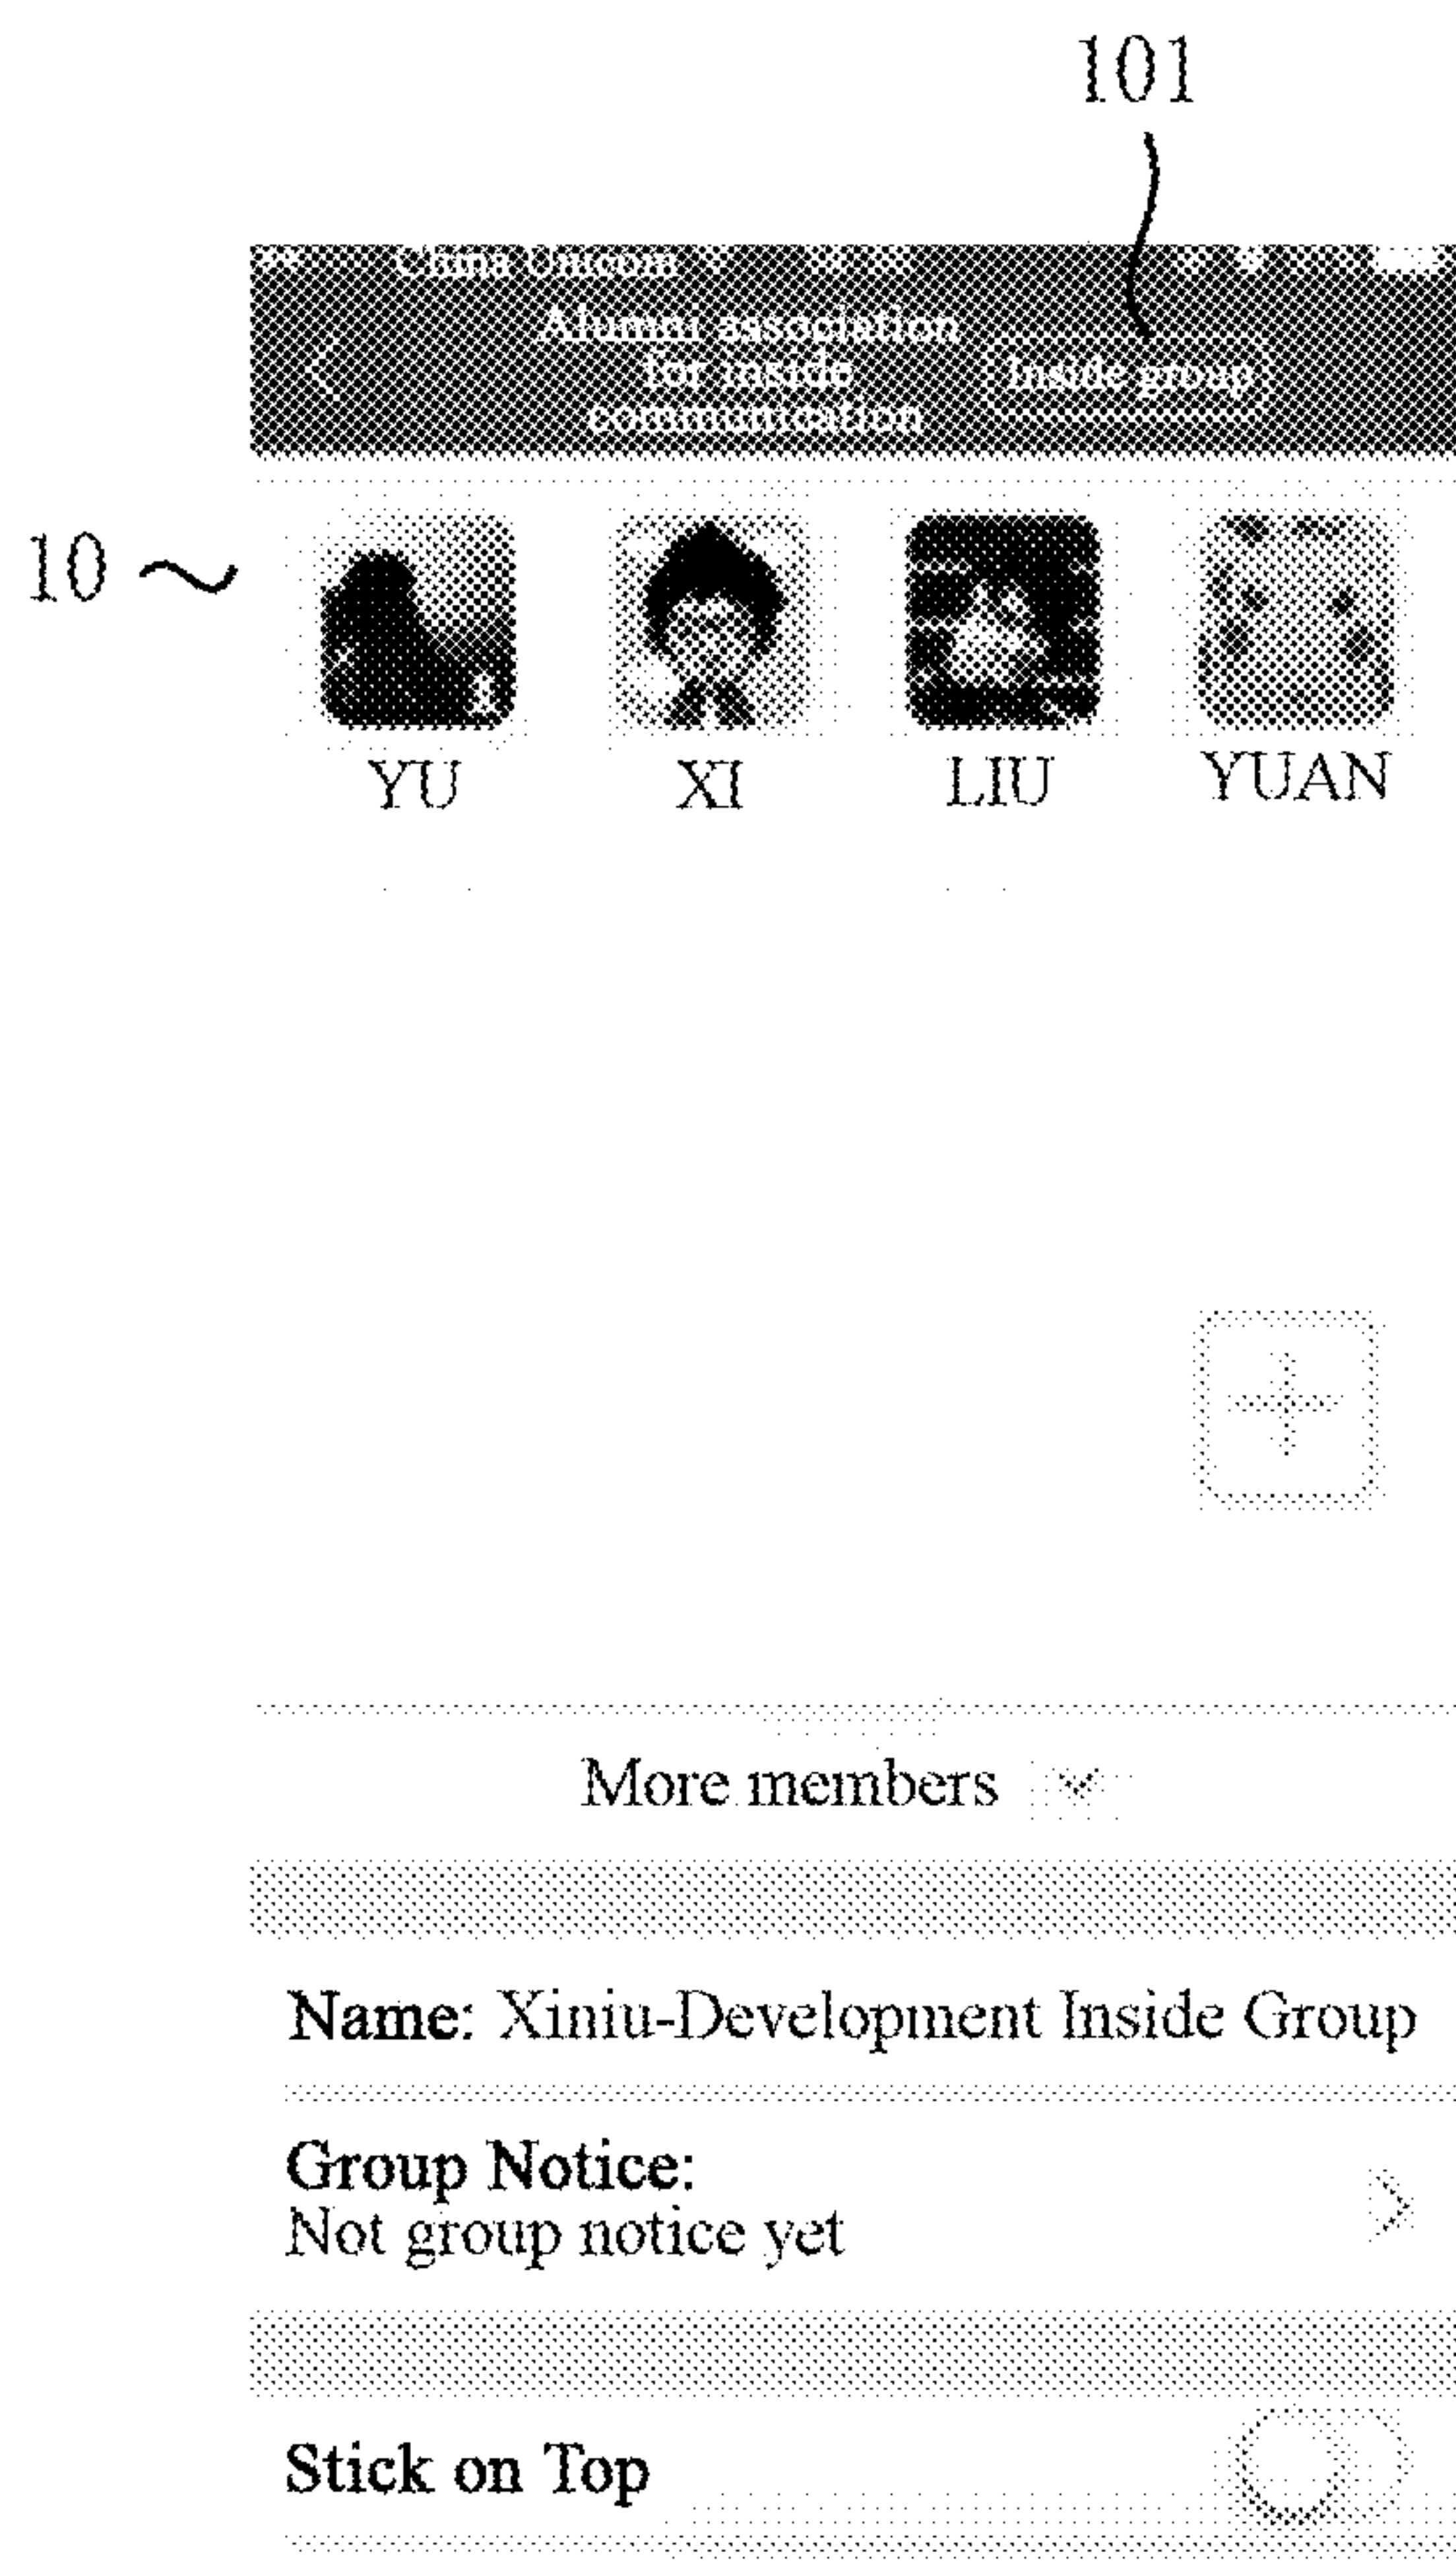 101
China Unicom
Alumni association
for inside
communication
Inside group
10
YU XI LIU YUAN
More members
Name: Xiniu-Development Inside Group
Group Notice:
Not group notice yet
Stick on Top